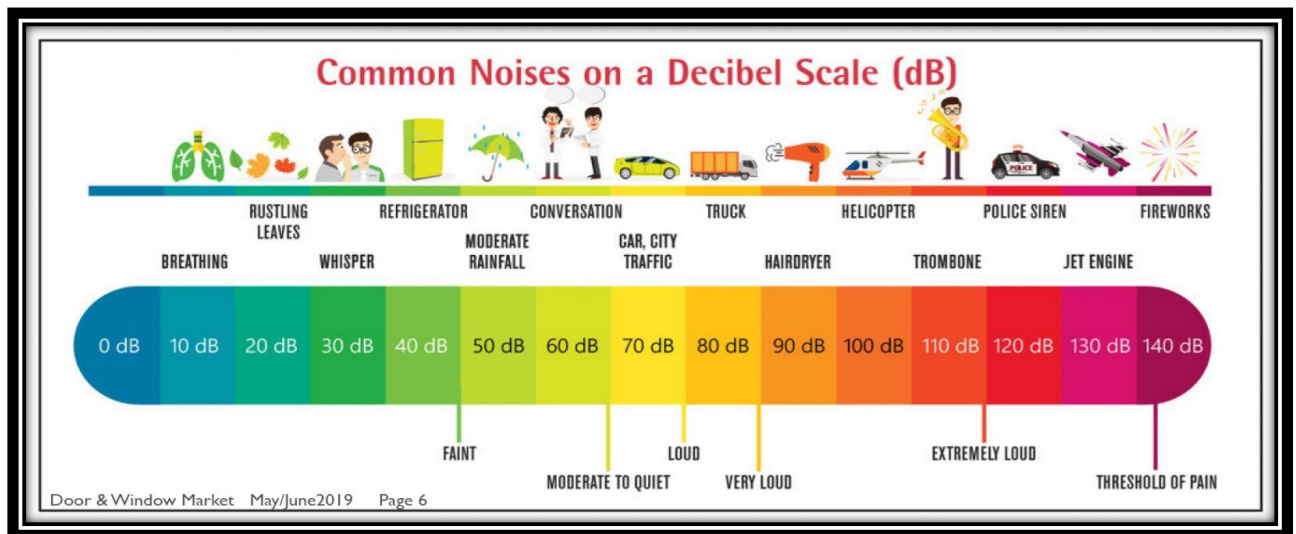 Common Noises on a Decibel Scale (dB)
POLICE
RUSTLING
LEAVES
REFRIGERATOR
CONVERSATION
TRUCK
HELICOPTER
POLICE SIREN
FIREWORKS
BREATHING
WHISPER
MODERATE
RAINFALL
CAR, CITY
TRAFFIC
HAIRDRYER
TROMBONE
JET ENGINE
0 dB 10 dB 20 dB 30 dB 40 dB 50 dB 60 dB 70 dB 80 dB 90 dB 100 dB 110 dB 120 dB 130 dB 140 dB
FAINT
LOUD
EXTREMELY LOUD
MODERATE TO QUIET
VERY LOUD
THRESHOLD OF PAIN
Door & Window Market May/June2019 Page 6